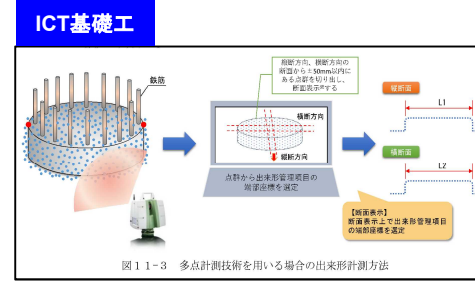 ICT基礎工
鉄筋
縦断方向、横断方向の
断面から±50mm以内に
ある点群を切り出し、
断面表示※する
横断方向
縦断方向
点群から出来形管理項目の
端部座標を選定
縦断面
L1
横断面
L2
【断面表示】
断面表示上で出来形管理項目
の端部座標を選定
図11-3 多点計測技術を用いる場合の出来形計測方法